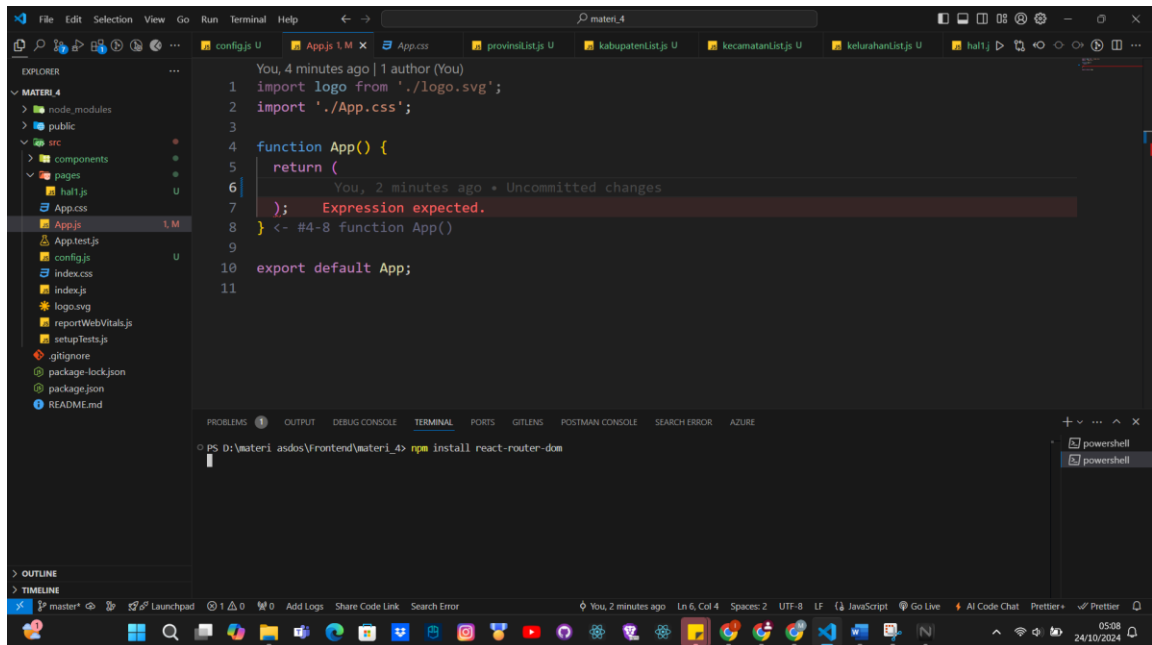 File Edit Selection View Go Run Terminal Help
materi_4
config.js U
App.js 1, M
App.css
provinsiList.js U
kabupatenList.js U
kecamatanList.js U
kelurahanList.js U
hal1.j
EXPLORER
MATERI_4
node_modules
public
src
components
pages
hal1.js U
App.css
App.js 1, M
App.test.js
config.js U
index.css
index.js
logo.svg
reportWebVitals.js
setupTests.js
.gitignore
package-lock.json
package.json
README.md
OUTLINE
TIMELINE
You, 4 minutes ago | 1 author (You)
1 import logo from './logo.svg';
2 import './App.css';
3
4 function App() {
5 return (
6 You, 2 minutes ago • Uncommitted changes
7 ); Expression expected.
8 } <- #4-8 function App()
9
10 export default App;
11
PROBLEMS 1 OUTPUT DEBUG CONSOLE TERMINAL PORTS GITLENS POSTMAN CONSOLE SEARCH ERROR AZURE
PS D:\materi asdos\Frontend\materi_4> npm install react-router-dom
powershell
powershell
master* Launchpad 1 0 0 Add Logs Share Code Link Search Error You, 2 minutes ago Ln 6, Col 4 Spaces: 2 UTF-8 LF JavaScript Go Live AI Code Chat Prettier+ Prettier
05:08
24/10/2024